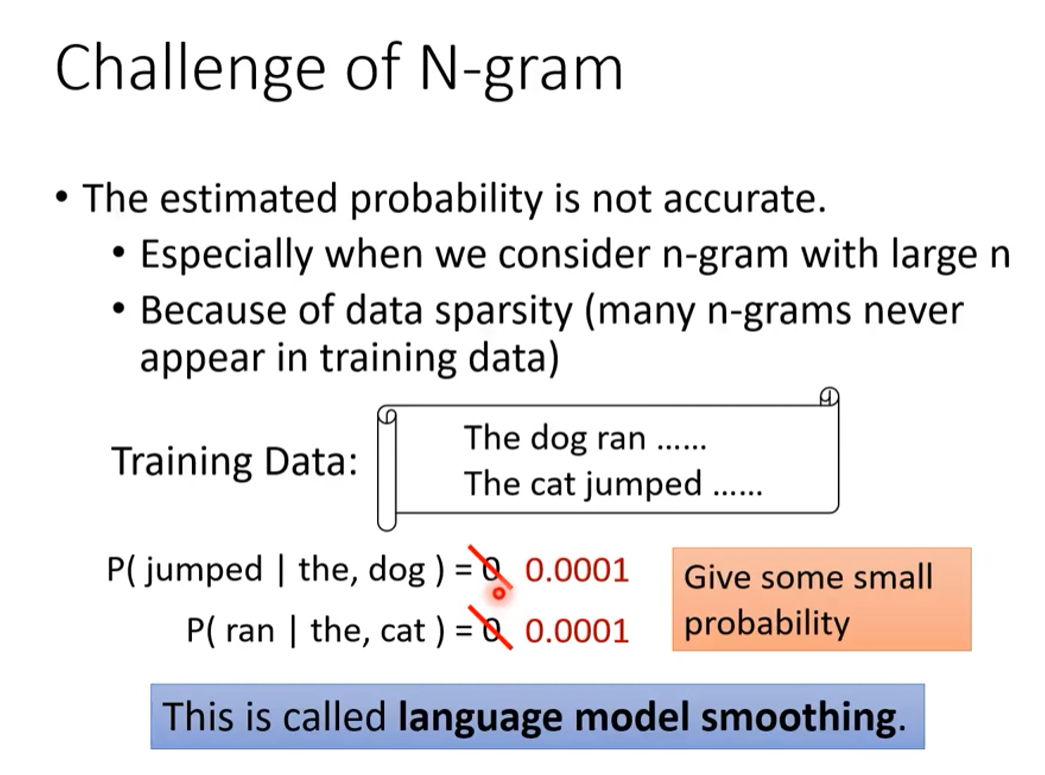 Challenge of N-gram
• The estimated probability is not accurate.
• Especially when we consider n-gram with large n
• Because of data sparsity (many n-grams never
appear in training data)
The dog ran ……
Training Data:
The cat jumped ……
P( jumped | the, dog ) = 0 0.0001
P( ran | the, cat ) = 0 0.0001
Give some small
probability
This is called language model smoothing.